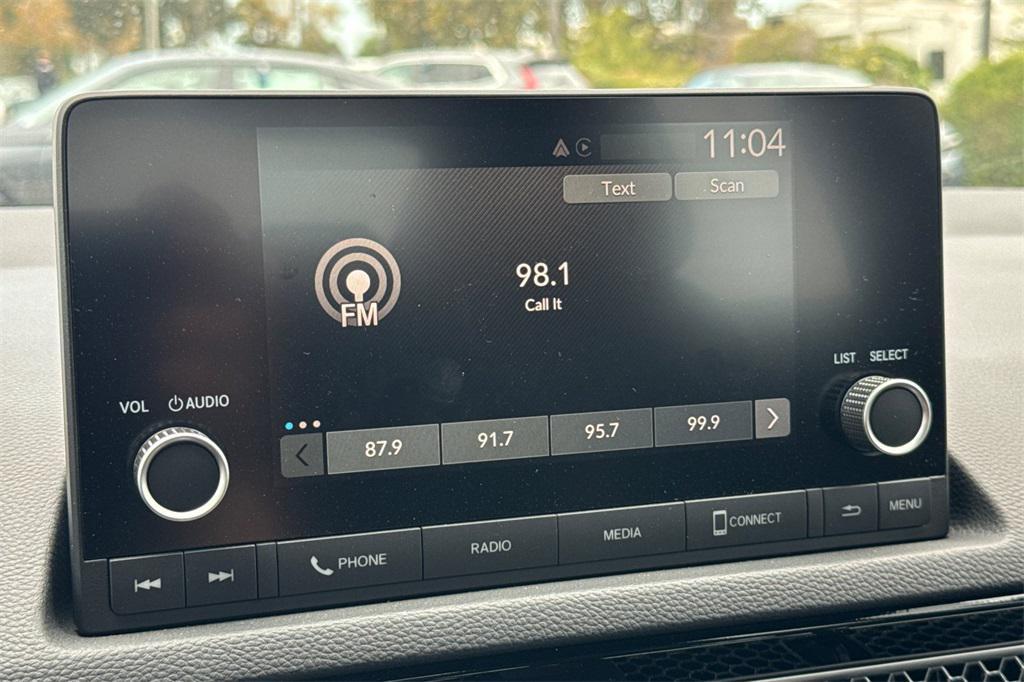 11:04
Text Scan
98.1
FM
Call It
LIST SELECT
VOL AUDIO
87.9 91.7 95.7 99.9
PHONE RADIO MEDIA CONNECT MENU